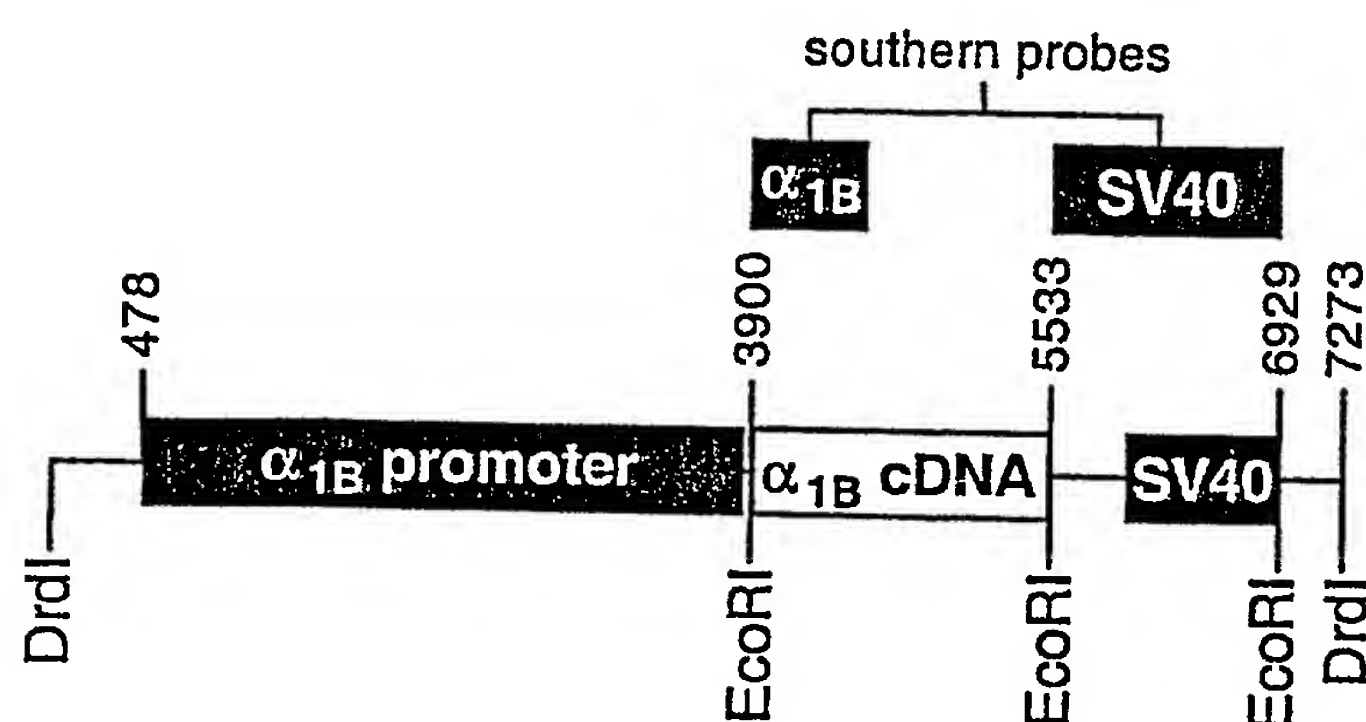 southern probes
α1B
SV40
478
3900
5533
6929
7273
α1B promoter
α1B cDNA
SV40
DrdI
EcoRI
EcoRI
EcoRI
DrdI